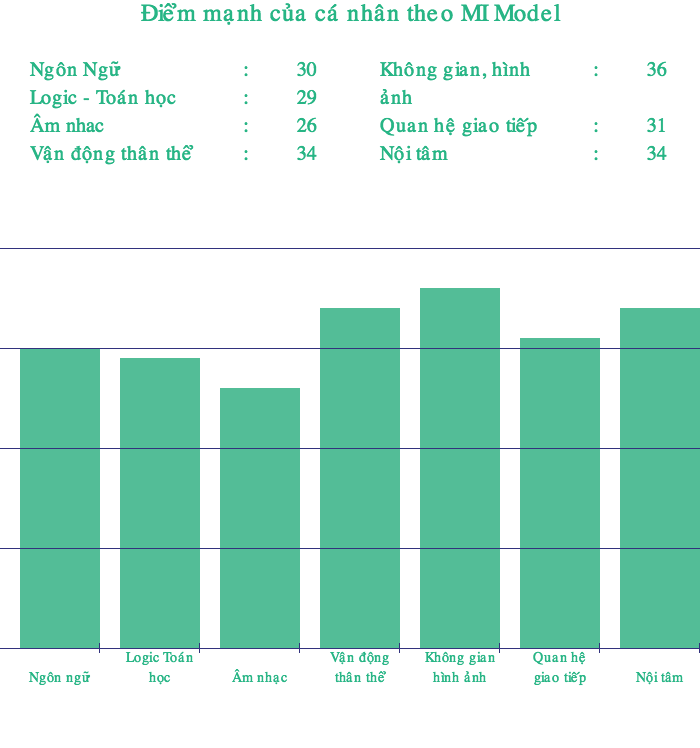 Điểm mạnh của cá nhân theo MI Model
Ngôn Ngữ : 30
Logic - Toán học : 29
Âm nhac : 26
Vận động thân thể : 34
Không gian, hình : 36
ảnh
Quan hệ giao tiếp : 31
Nội tâm : 34
Ngôn ngữ
Logic Toán
học
Âm nhạc
Vận động
thân thể
Không gian
hình ảnh
Quan hệ
giao tiếp
Nội tâm